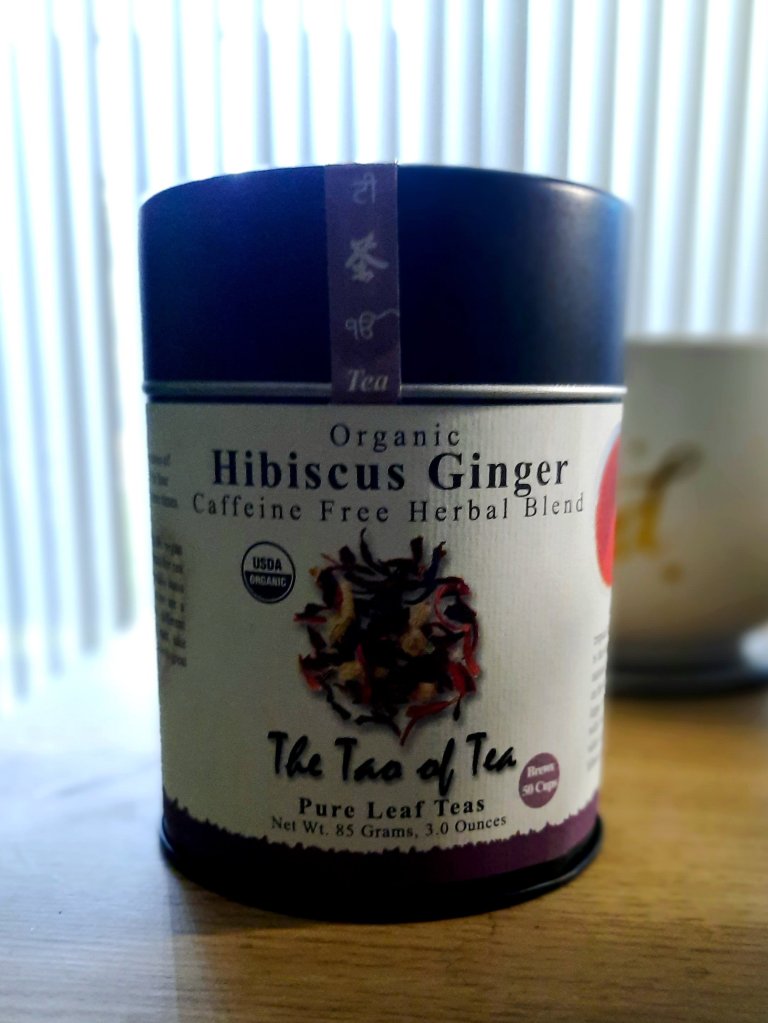 टी
茶
ੴ
Tea
Organic
Hibiscus Ginger
Caffeine Free Herbal Blend
USDA
ORGANIC
The Tao of Tea
Brews
50 Cups
Pure Leaf Teas
Net Wt. 85 Grams, 3.0 Ounces